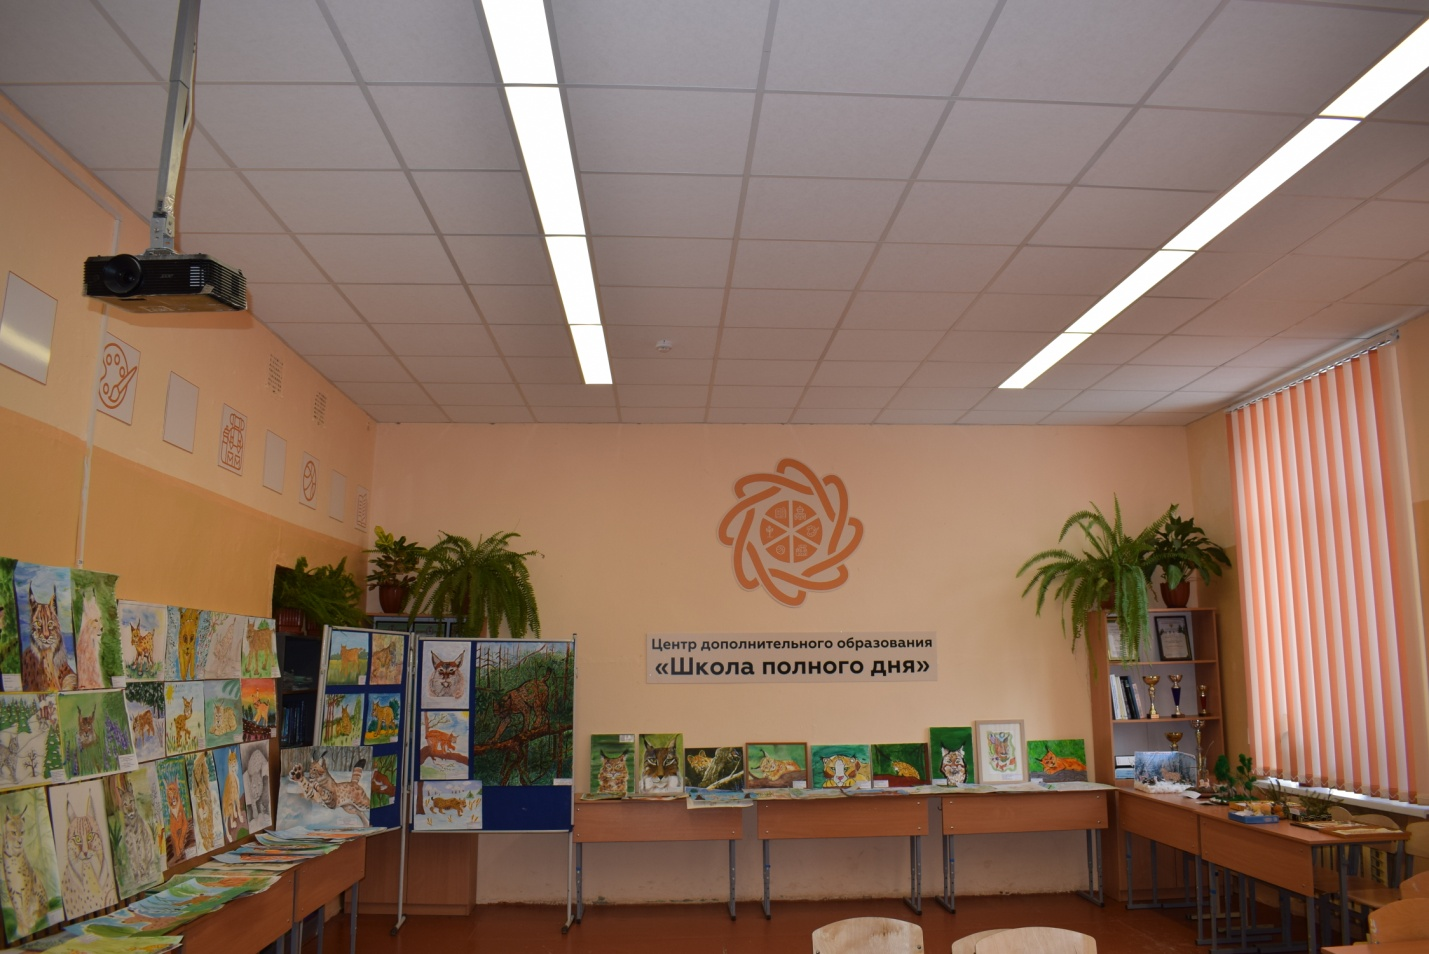 Центр дополнительного образования
«Школа полного дня»